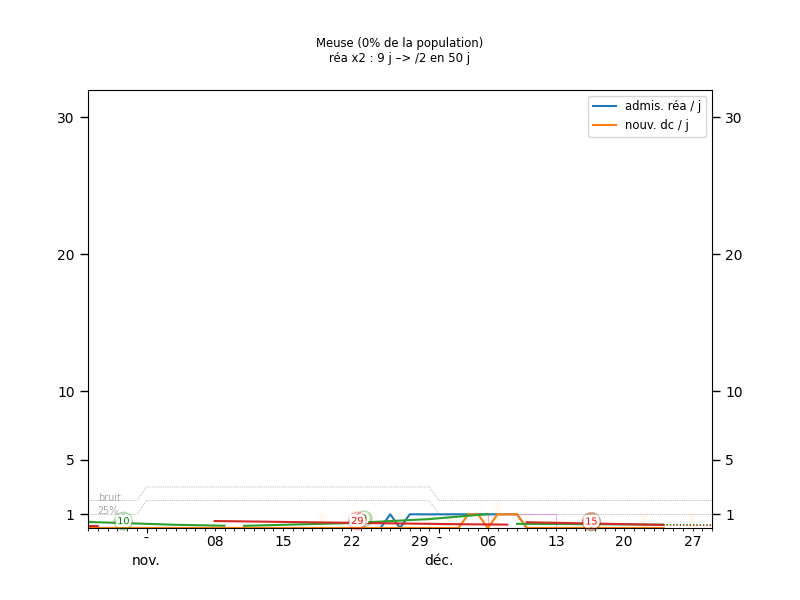 Meuse (0% de la population)
réa x2 : 9 j –> /2 en 50 j
admis. réa / j
nouv. dc / j
30 30
20 20
10 10
5 5
1 1
bruit
25%
10 29 15
- 08 15 22 29 - 06 13 20 27
nov. déc.